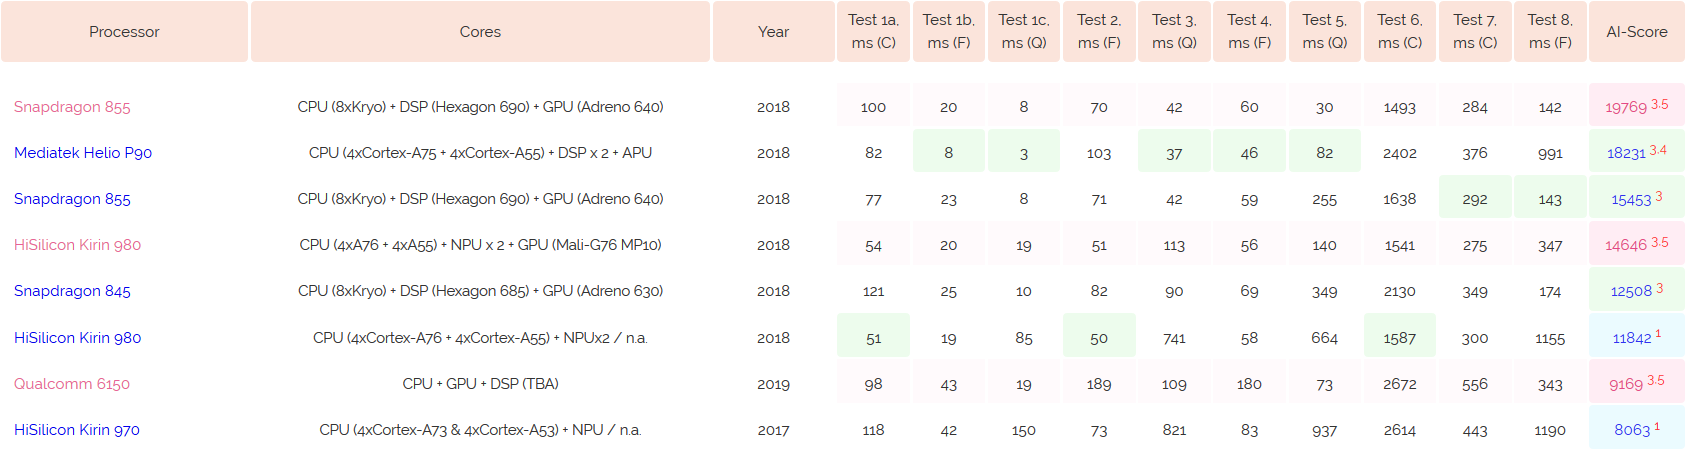 Processor Cores Year Test 1a, ms (C) Test 1b, ms (F) Test 1c, ms (Q) Test 2, ms (F) Test 3, ms (Q) Test 4, ms (F) Test 5, ms (Q) Test 6, ms (C) Test 7, ms (C) Test 8, ms (F) AI-Score
Snapdragon 855 CPU (8xKryo) + DSP (Hexagon 690) + GPU (Adreno 640) 2018 100 20 8 70 42 60 30 1493 284 142 19769 3.5
Mediatek Helio P90 CPU (4xCortex-A75 + 4xCortex-A55) + DSP x 2 + APU 2018 82 8 3 103 37 46 82 2402 376 991 18231 3.4
Snapdragon 855 CPU (8xKryo) + DSP (Hexagon 690) + GPU (Adreno 640) 2018 77 23 8 71 42 59 255 1638 292 143 15453 3
HiSilicon Kirin 980 CPU (4xA76 + 4xA55) + NPU x 2 + GPU (Mali-G76 MP10) 2018 54 20 19 51 113 56 140 1541 275 347 14646 3.5
Snapdragon 845 CPU (8xKryo) + DSP (Hexagon 685) + GPU (Adreno 630) 2018 121 25 10 82 90 69 349 2130 349 174 12508 3
HiSilicon Kirin 980 CPU (4xCortex-A76 + 4xCortex-A55) + NPUx2 / n.a. 2018 51 19 85 50 741 58 664 1587 300 1155 11842 1
Qualcomm 6150 CPU + GPU + DSP (TBA) 2019 98 43 19 189 109 180 73 2672 556 343 9169 3.5
HiSilicon Kirin 970 CPU (4xCortex-A73 & 4xCortex-A53) + NPU / n.a. 2017 118 42 150 73 821 83 937 2614 443 1190 8063 1